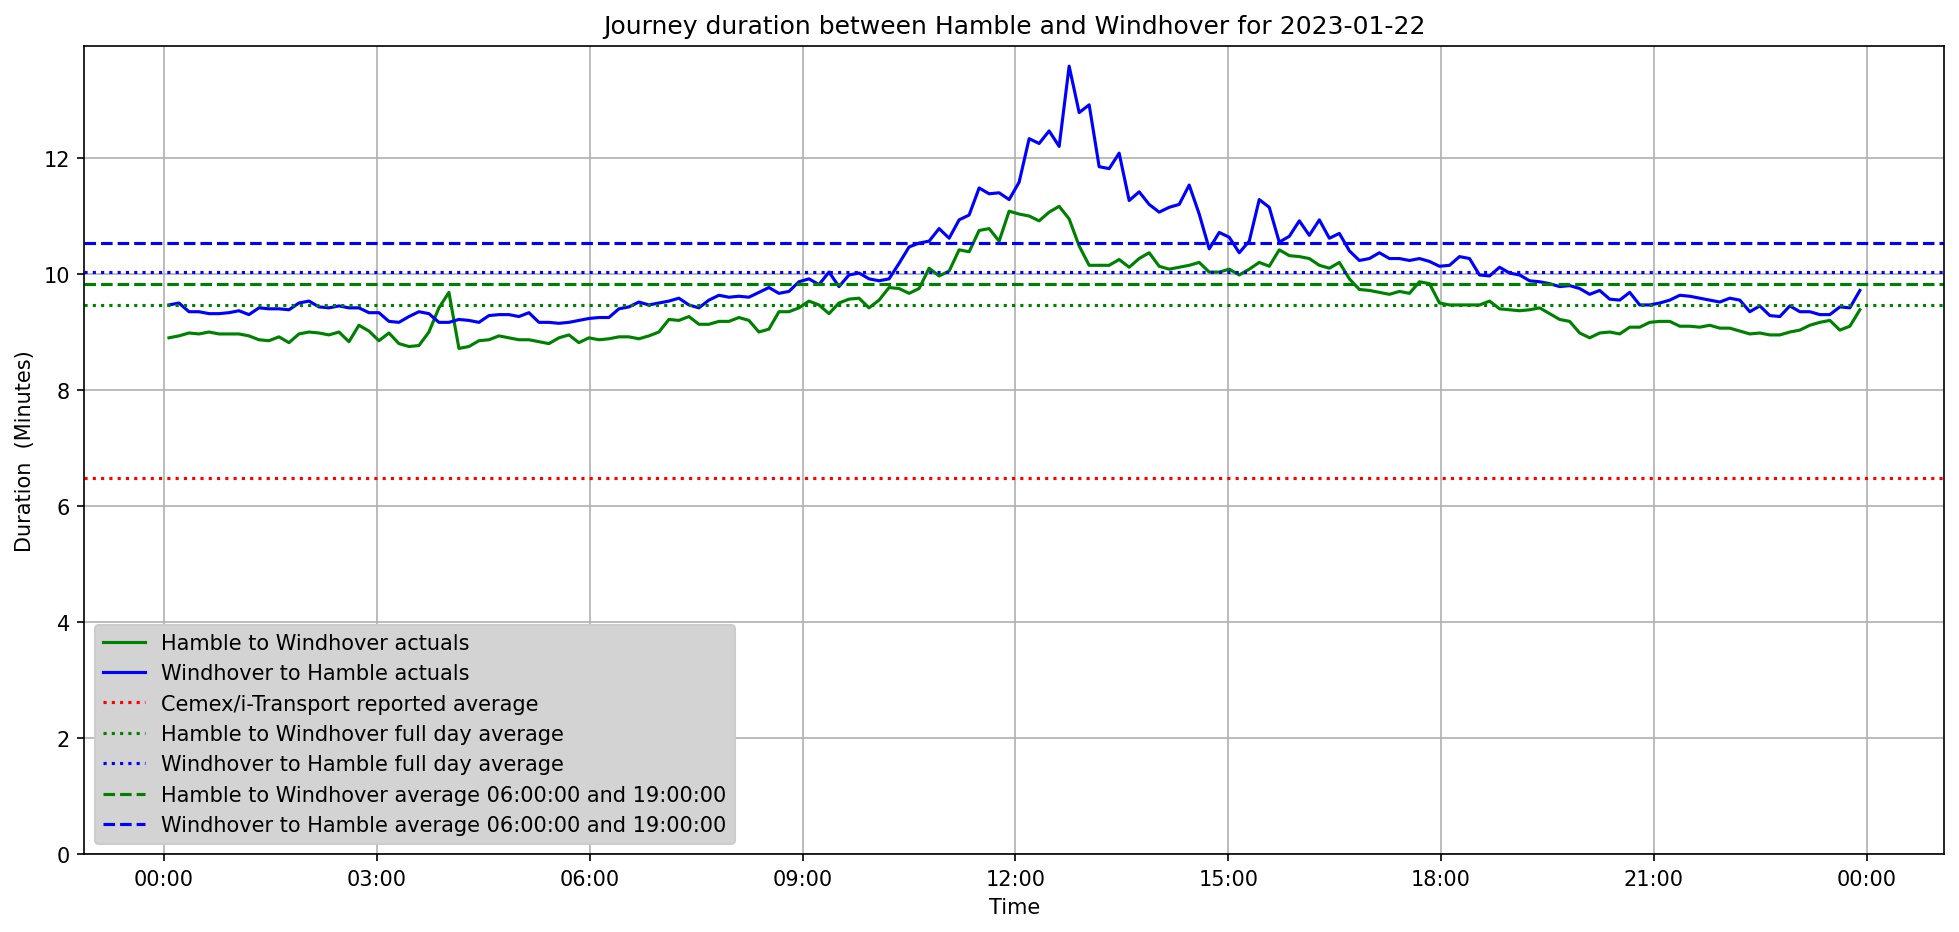 Journey duration between Hamble and Windhover for 2023-01-22
Duration  (Minutes)
12
10
8
6
4
2
0
Hamble to Windhover actuals
Windhover to Hamble actuals
Cemex/i-Transport reported average
Hamble to Windhover full day average
Windhover to Hamble full day average
Hamble to Windhover average 06:00:00 and 19:00:00
Windhover to Hamble average 06:00:00 and 19:00:00
00:00 03:00 06:00 09:00 12:00 15:00 18:00 21:00 00:00
Time